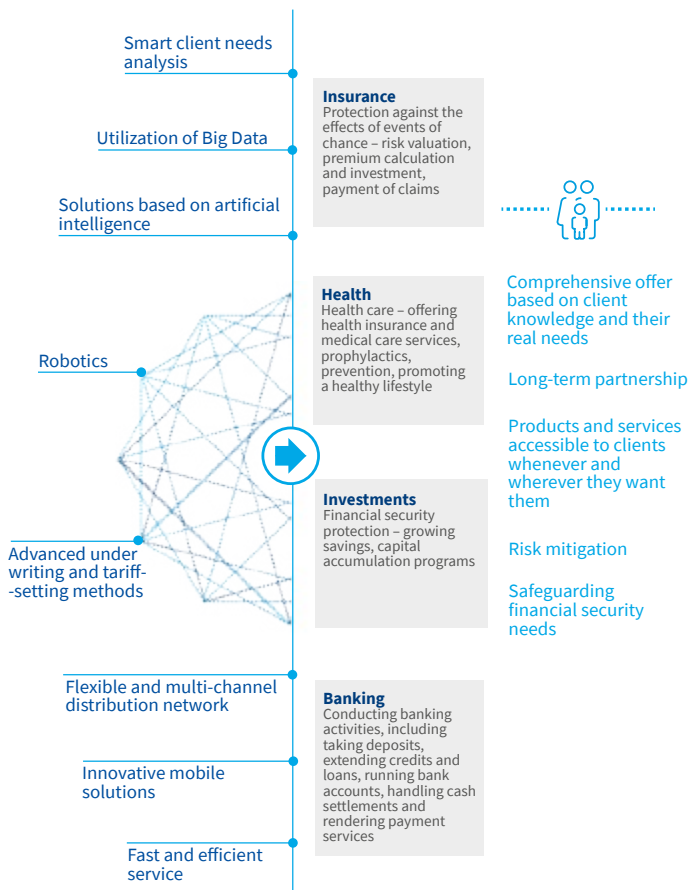 Smart client needs
analysis
Utilization of Big Data
Solutions based on artificial
intelligence
Robotics
Advanced under
writing and tariff-
-setting methods
Flexible and multi-channel
distribution network
Innovative mobile
solutions
Fast and efficient
service
Insurance
Protection against the
effects of events of
chance – risk valuation,
premium calculation
and investment,
payment of claims
Health
Health care – offering
health insurance and
medical care services,
prophylactics,
prevention, promoting
a healthy lifestyle
Investments
Financial security
protection – growing
savings, capital
accumulation programs
Banking
Conducting banking
activities, including
taking deposits,
extending credits and
loans, running bank
accounts, handling cash
settlements and
rendering payment
services
Comprehensive offer
based on client
knowledge and their
real needs
Long-term partnership
Products and services
accessible to clients
whenever and
wherever they want
them
Risk mitigation
Safeguarding
financial security
needs